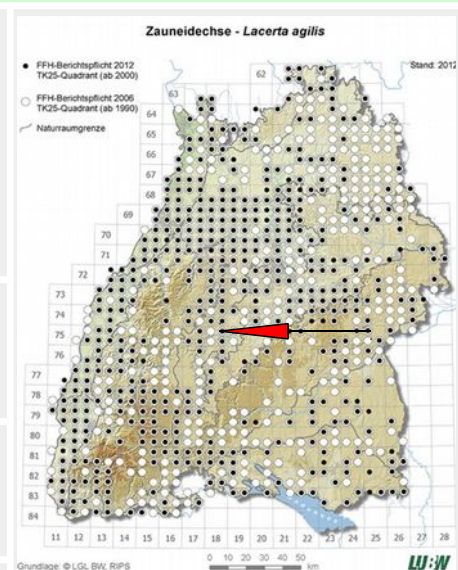 Zauneidechse - Lacerta agilis
FFH-Berichtspflicht 2012
TK25-Quadrant (ab 2000)
FFH-Berichtspflicht 2006
TK25-Quadrant (ab 1990)
Naturraumgrenze
Stand: 2012
62
63
64
65
66
67
68
69
70
71
72
73
74
75
76
77
78
79
80
81
82
83
84
11 12 13 14 15 16 17 18 19 20 21 22 23 24 25 26 27 28
0 10 20 30 40 50
km
Grundlage: © LGL BW, RIPS
LUBW